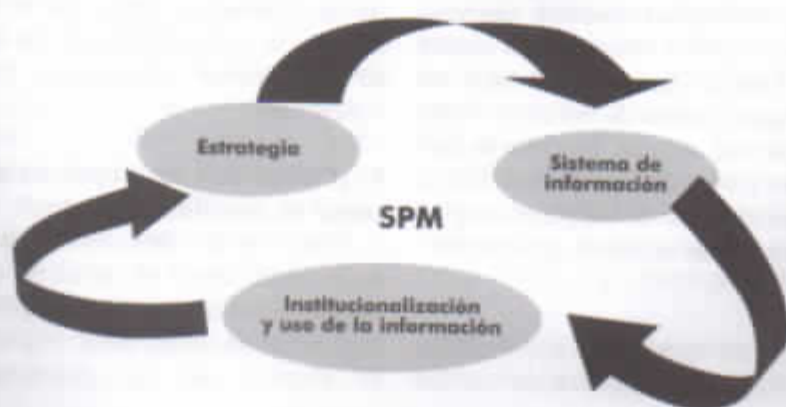 Estrategia
Sistema de
información
SPM
Institucionalización
y uso de la información